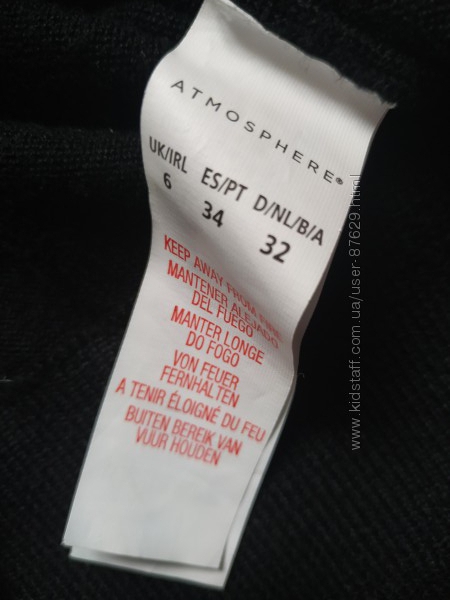 ATMOSPHERE®
UK/IRL ES/PT D/NL/B/A
6 34 32
KEEP AWAY FROM FIRE
MANTENER ALEJADO
DEL FUEGO
MANTER LONGE
DO FOGO
VON FEUER
FERNHALTEN
A TENIR ÉLOIGNÉ DU FEU
BUITEN BEREIK VAN
VUUR HOUDEN
www.kidstaff.com.ua/user-87629.html